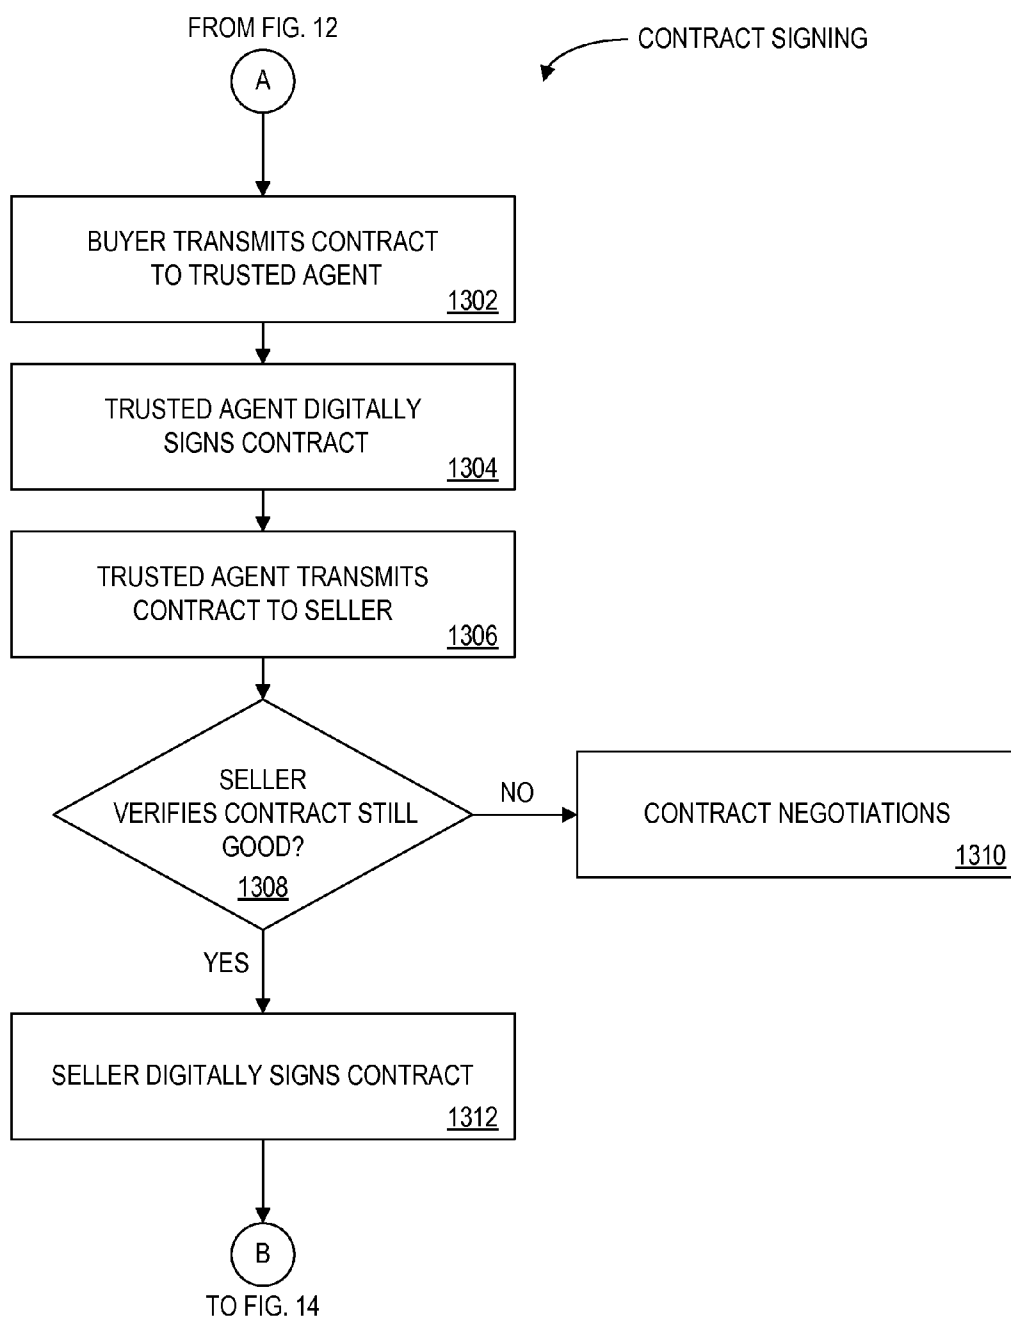 FROM FIG. 12
CONTRACT SIGNING
A
BUYER TRANSMITS CONTRACT
TO TRUSTED AGENT
1302
TRUSTED AGENT DIGITALLY
SIGNS CONTRACT
1304
TRUSTED AGENT TRANSMITS
CONTRACT TO SELLER
1306
SELLER
VERIFIES CONTRACT STILL
GOOD?
1308
NO
CONTRACT NEGOTIATIONS
1310
YES
SELLER DIGITALLY SIGNS CONTRACT
1312
B
TO FIG. 14